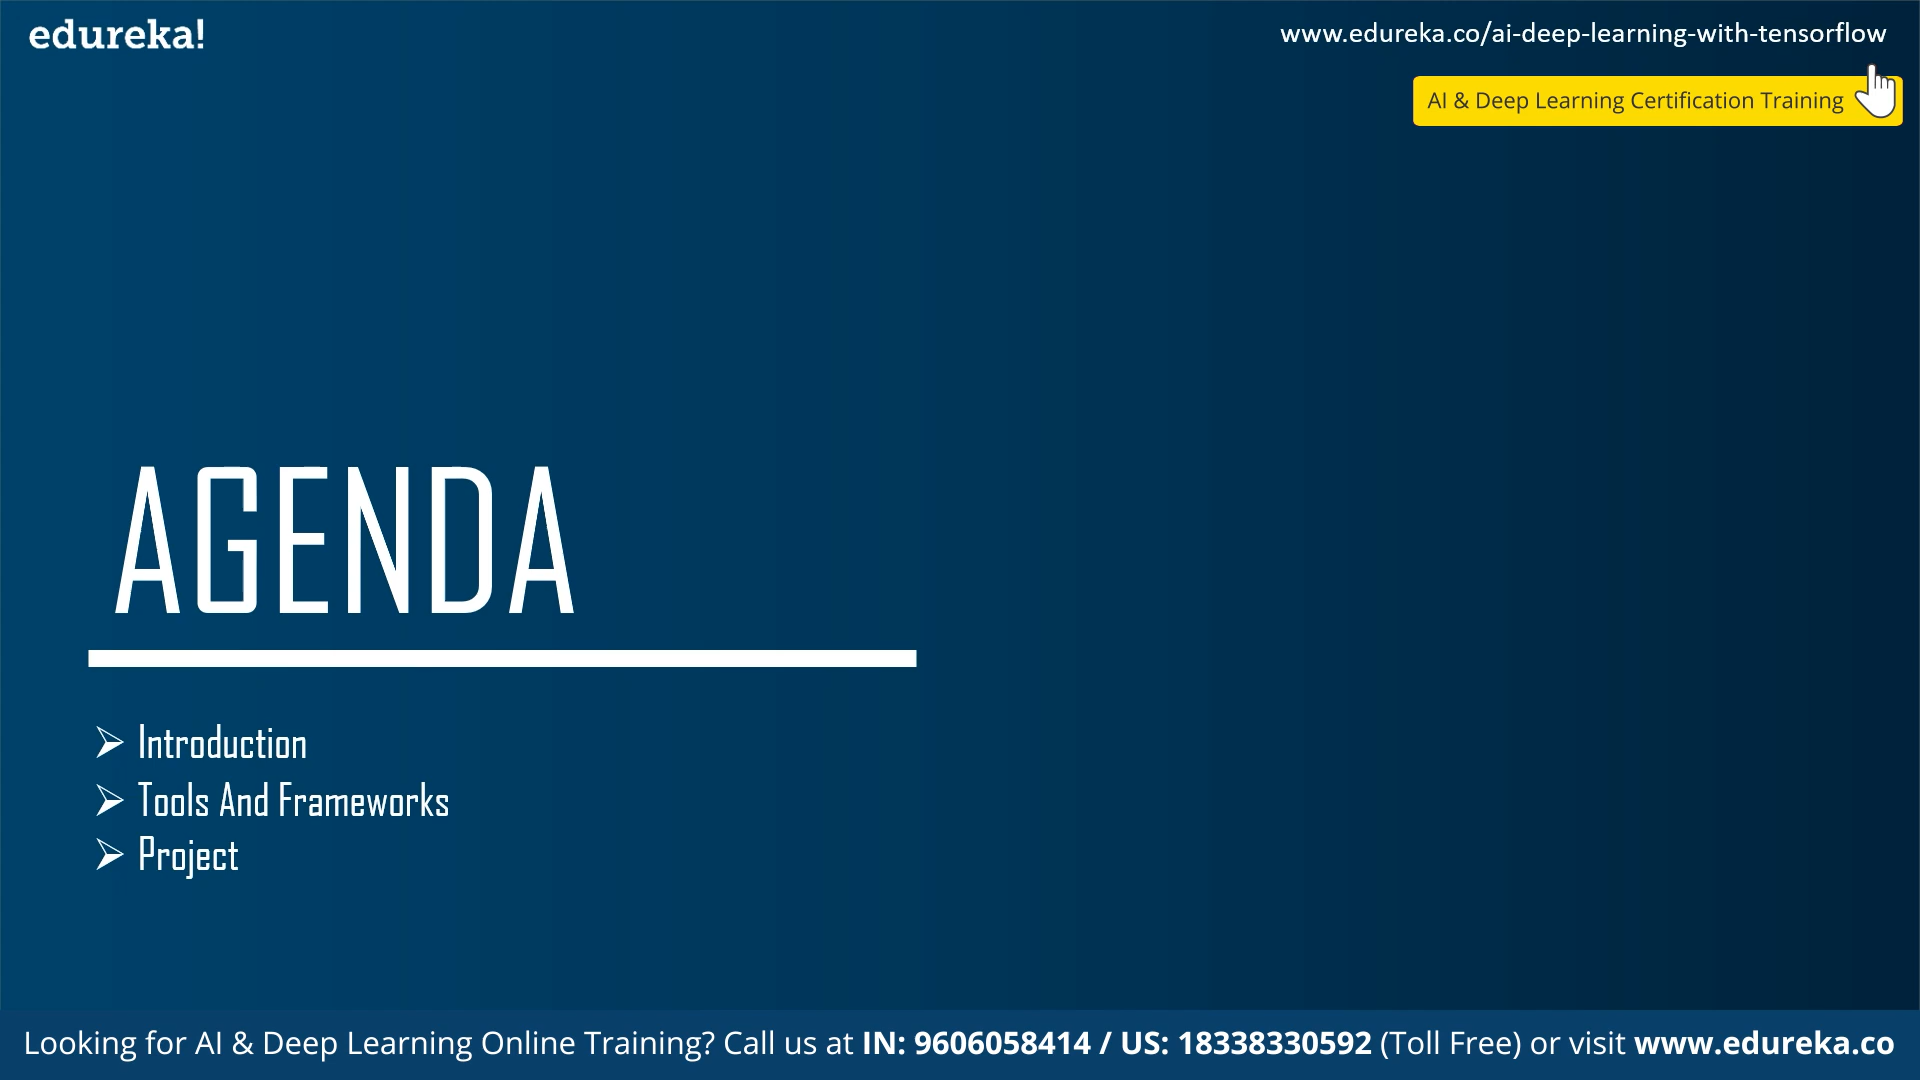 edureka!
www.edureka.co/ai-deep-learning-with-tensorflow
AI & Deep Learning Certification Training
AGENDA
➢ Introduction
➢ Tools And Frameworks
➢ Project
Looking for AI & Deep Learning Online Training? Call us at IN: 9606058414 / US: 18338330592 (Toll Free) or visit www.edureka.co